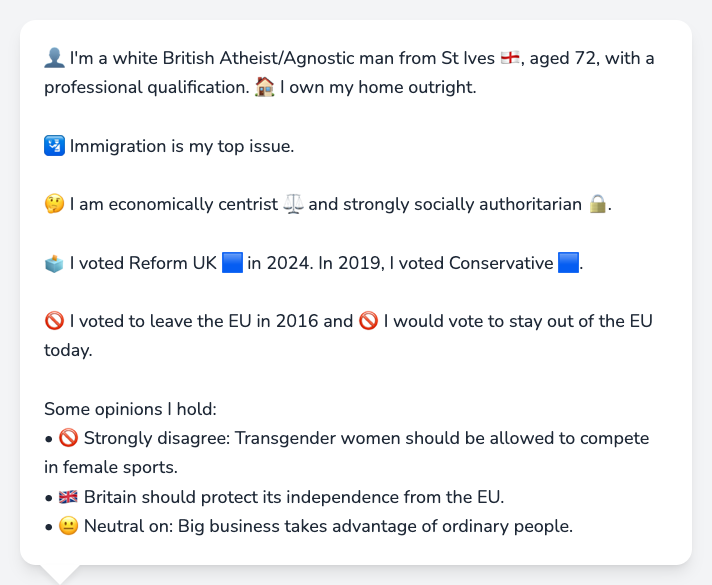 👤 I'm a white British Atheist/Agnostic man from St Ives 🏴󠁧󠁢󠁥󠁮󠁧󠁿, aged 72, with a
professional qualification. 🏠 I own my home outright.
🛂 Immigration is my top issue.
🤔 I am economically centrist ⚖️ and strongly socially authoritarian 🔒.
🗳️ I voted Reform UK 🟦 in 2024. In 2019, I voted Conservative 🟦.
🚫 I voted to leave the EU in 2016 and 🚫 I would vote to stay out of the EU
today.
Some opinions I hold:
• 🚫 Strongly disagree: Transgender women should be allowed to compete
in female sports.
• 🇬🇧 Britain should protect its independence from the EU.
• 😐 Neutral on: Big business takes advantage of ordinary people.